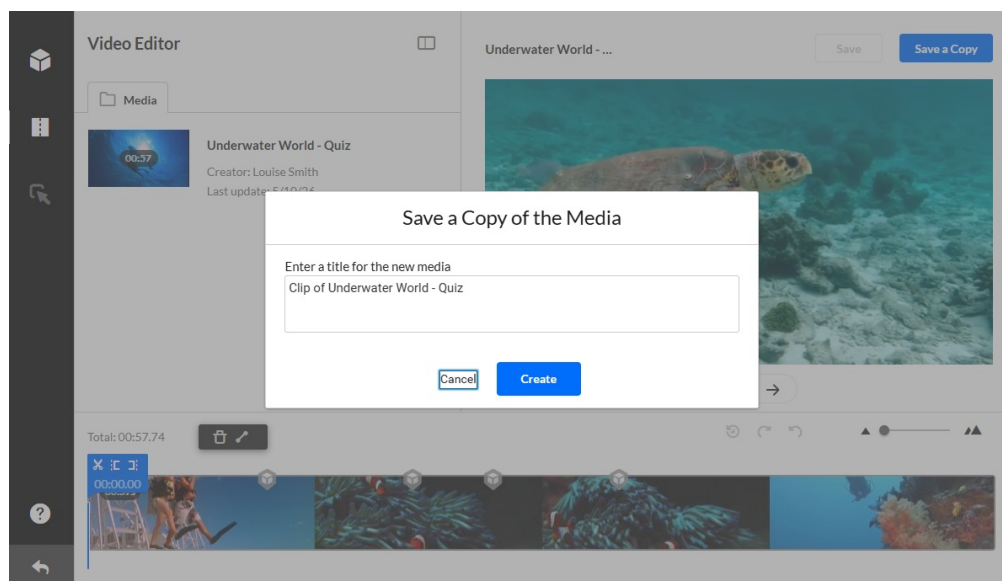 Video Editor
Underwater World - ...
Save
Save a Copy
Media
00:57
Underwater World - Quiz
Creator: Louise Smith
Last update:
Save a Copy of the Media
Enter a title for the new media
Clip of Underwater World - Quiz
Cancel
Create
Total: 00:57.74
00:00.00